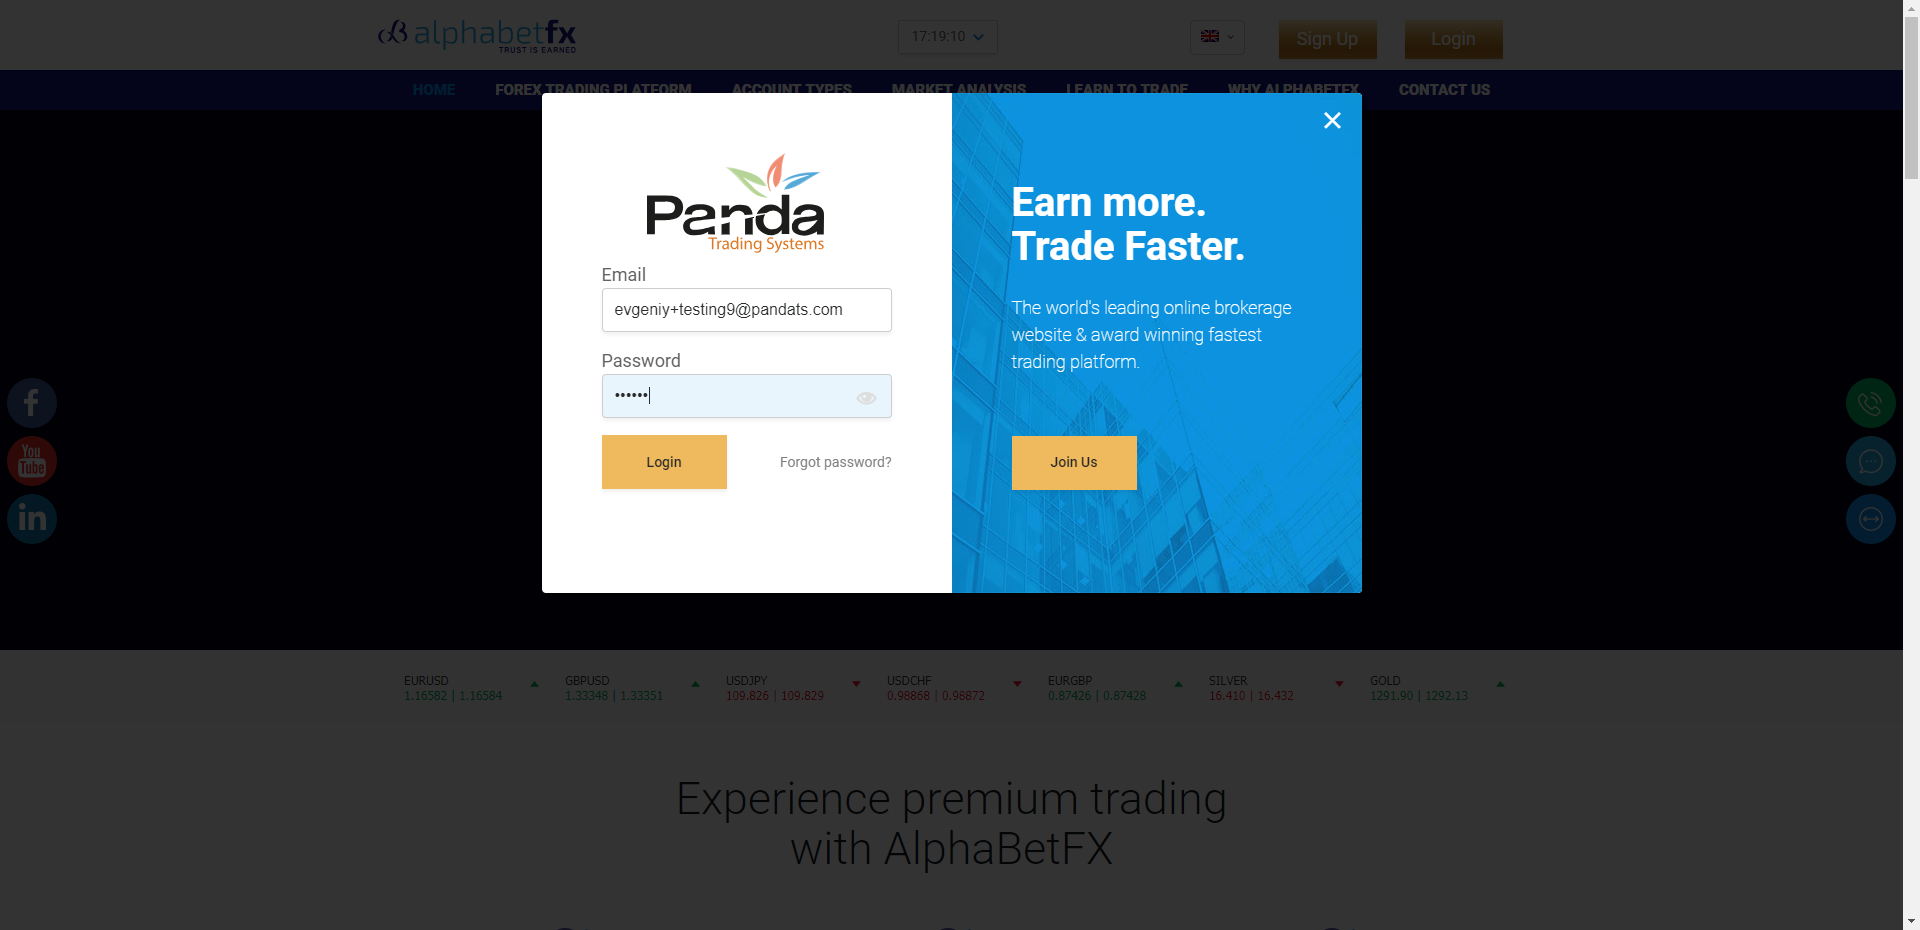 alphabetfx
TRUST IS EARNED
17:19:10
Sign Up
Login
HOME
FOREX TRADING PLATFORM
ACCOUNT TYPES
MARKET ANALYSIS
LEARN TO TRADE
WHY ALPHABETFX
CONTACT US
Panda
Trading Systems
Email
evgeniy+testing9@pandats.com
Password
••••••
Login
Forgot password?
Earn more.
Trade Faster.
The world's leading online brokerage
website & award winning fastest
trading platform.
Join Us
f
You
Tube
in
EURUSD
1.16582 | 1.16584
GBPUSD
1.33348 | 1.33351
USDJPY
109.826 | 109.829
USDCHF
0.98868 | 0.98872
EURGBP
0.87426 | 0.87428
SILVER
16.410 | 16.432
GOLD
1291.90 | 1292.13
Experience premium trading
with AlphaBetFX